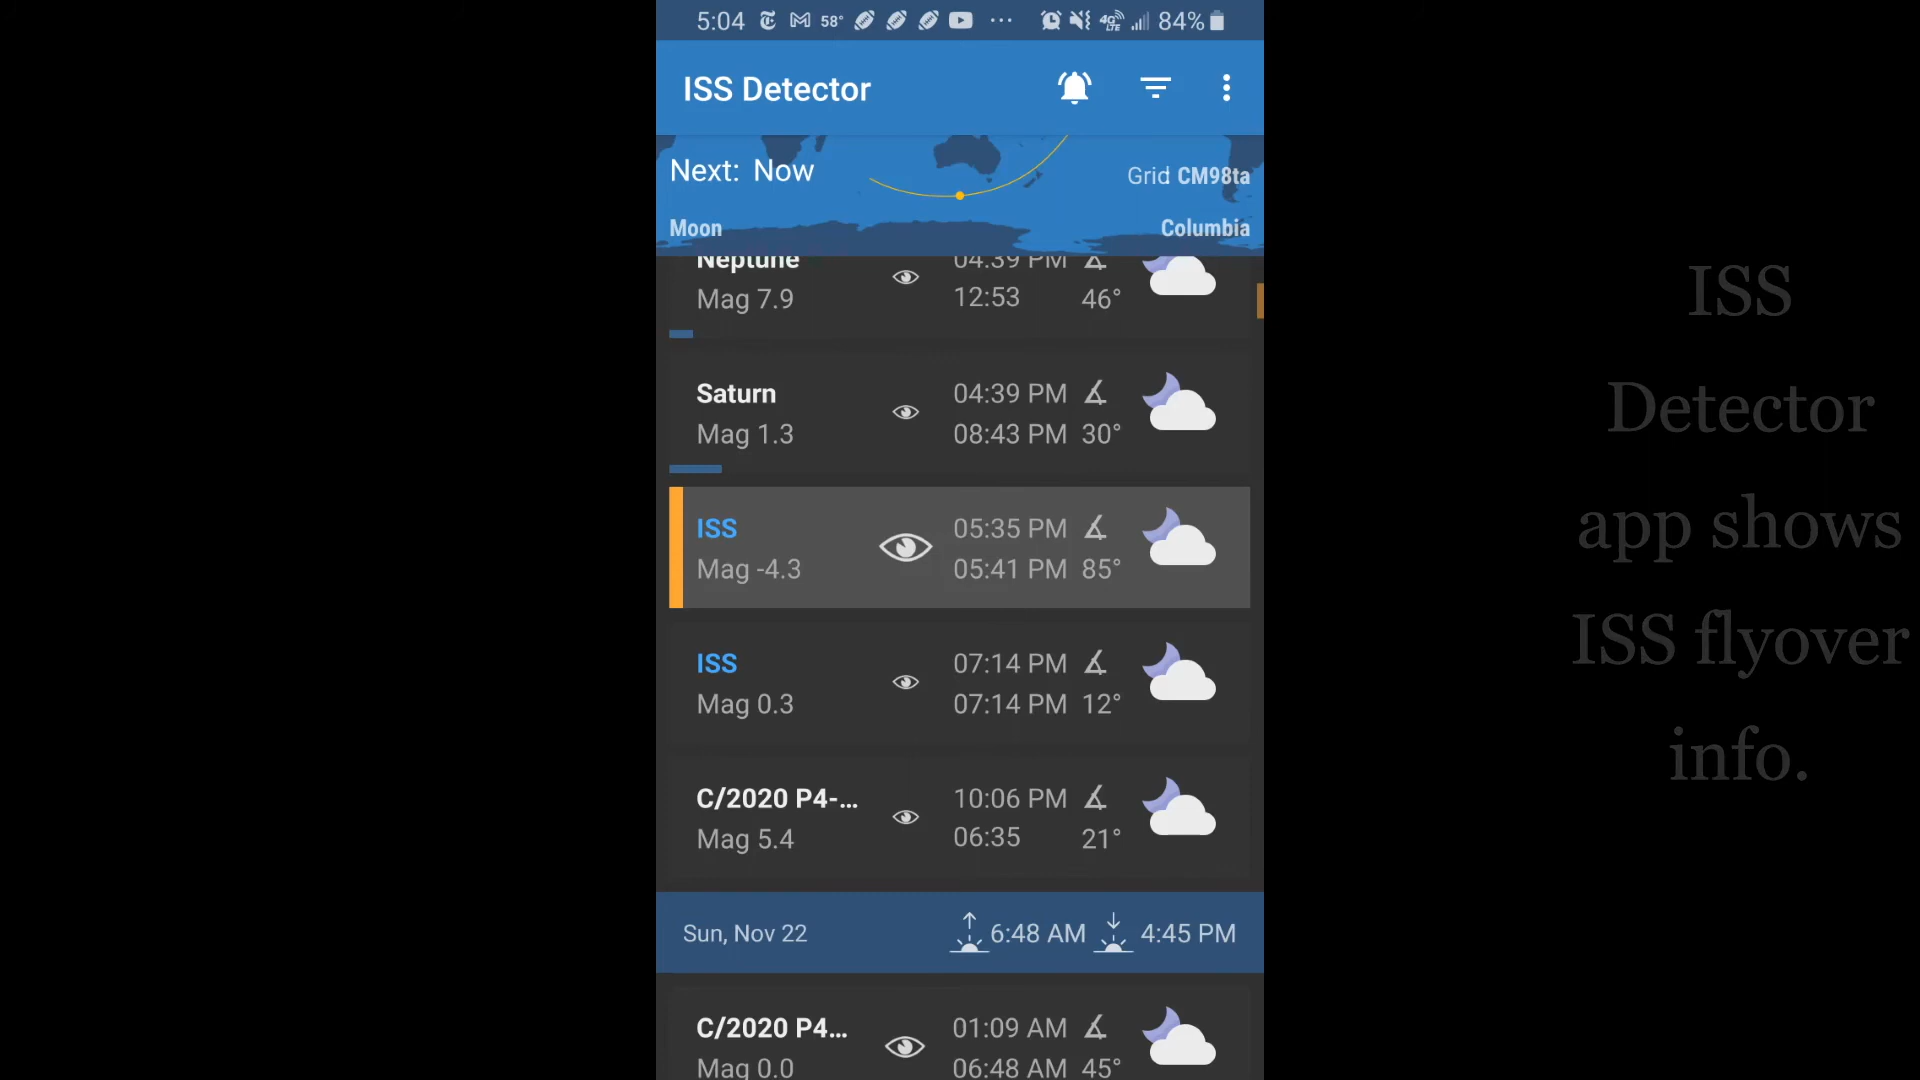 5:04 58° 84%
ISS Detector
Next: Now
Grid CM98ta
Moon
Columbia
Neptune 04:39 PM
Mag 7.9 12:53 46°
Saturn 04:39 PM
Mag 1.3 08:43 PM 30°
ISS 05:35 PM
Mag -4.3 05:41 PM 85°
ISS 07:14 PM
Mag 0.3 07:14 PM 12°
C/2020 P4-... 10:06 PM
Mag 5.4 06:35 21°
Sun, Nov 22 6:48 AM 4:45 PM
C/2020 P4... 01:09 AM
Mag 0.0 06:48 AM 45°
ISS
Detector
app shows
ISS flyover
info.